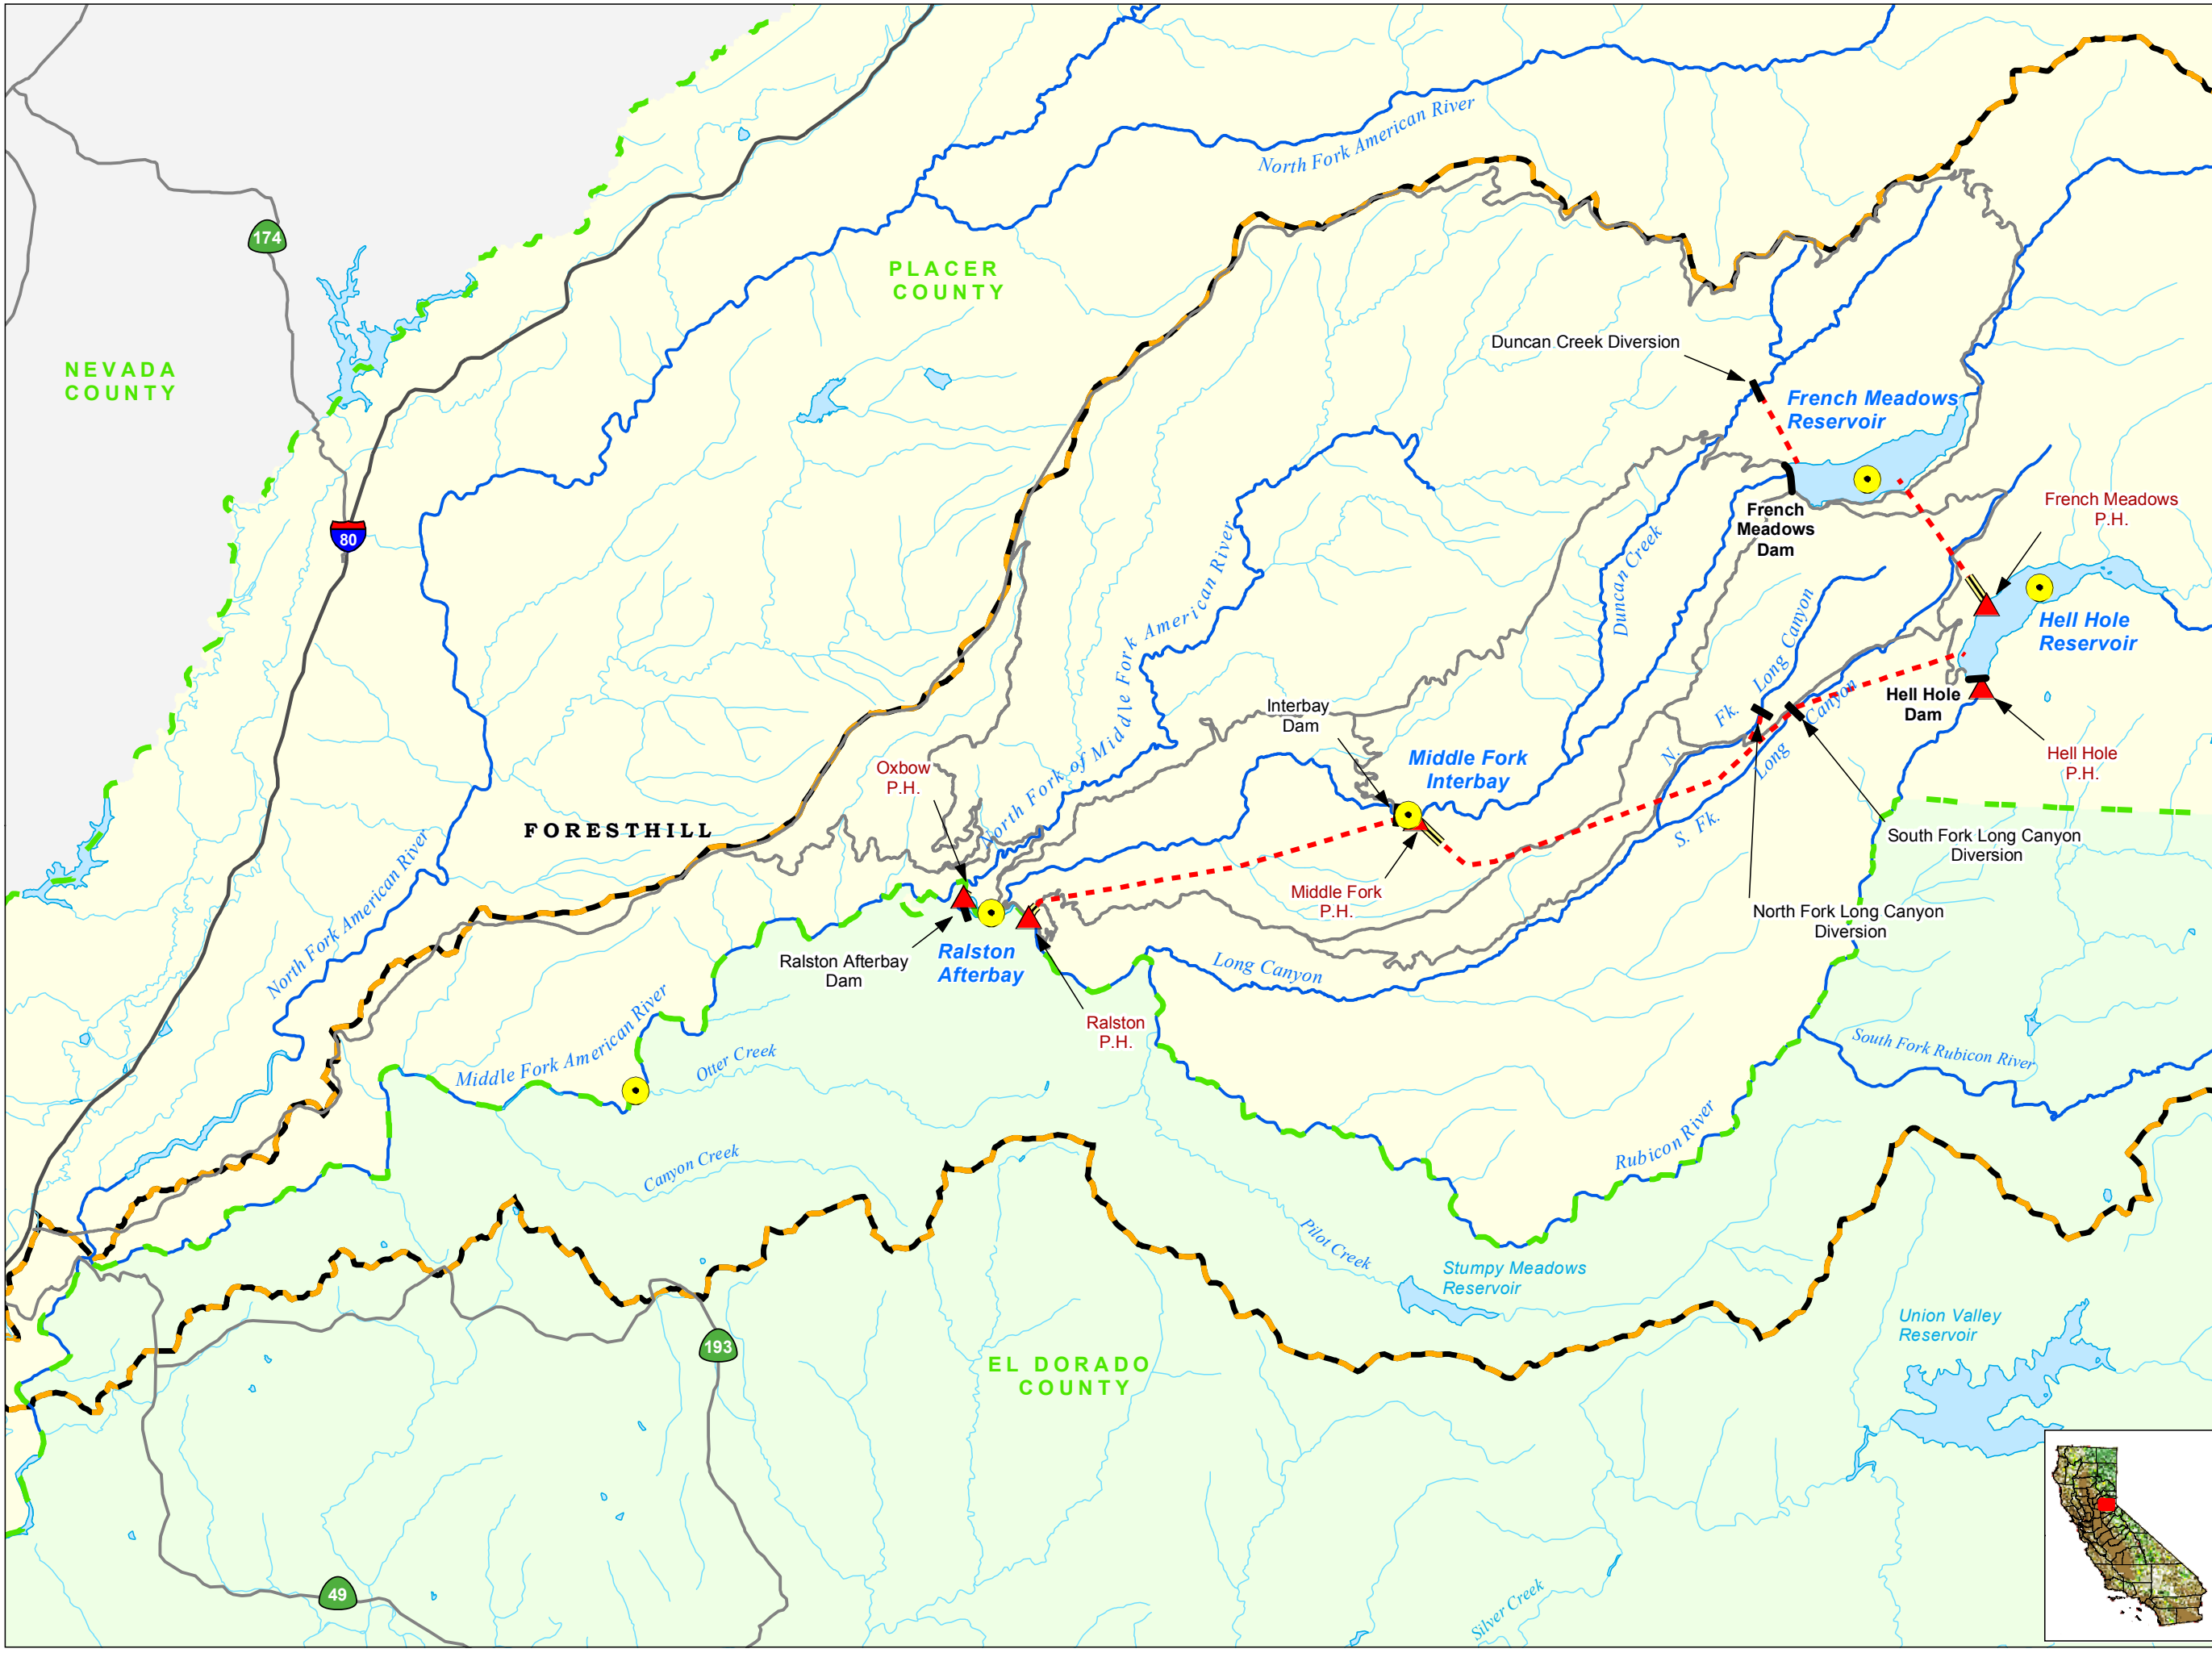 North Fork American River
174
PLACER
COUNTY
NEVADA
COUNTY
Duncan Creek Diversion
French Meadows
Reservoir
French
Meadows
Dam
French Meadows
P.H.
80
Duncan Creek
North Fork of Middle Fork American River
Hell Hole
Reservoir
N. Fk. Long Canyon
S. Fk. Long Canyon
Hell Hole
Dam
Hell Hole
P.H.
Interbay
Dam
Middle Fork
Interbay
Oxbow
P.H.
FORESTHILL
South Fork Long Canyon
Diversion
Middle Fork
P.H.
North Fork Long Canyon
Diversion
North Fork American River
Ralston Afterbay
Dam
Ralston
Afterbay
Long Canyon
Ralston
P.H.
Middle Fork American River
Otter Creek
South Fork Rubicon River
Canyon Creek
Rubicon River
Pilot Creek
Stumpy Meadows
Reservoir
Union Valley
Reservoir
193
EL DORADO
COUNTY
49
Silver Creek